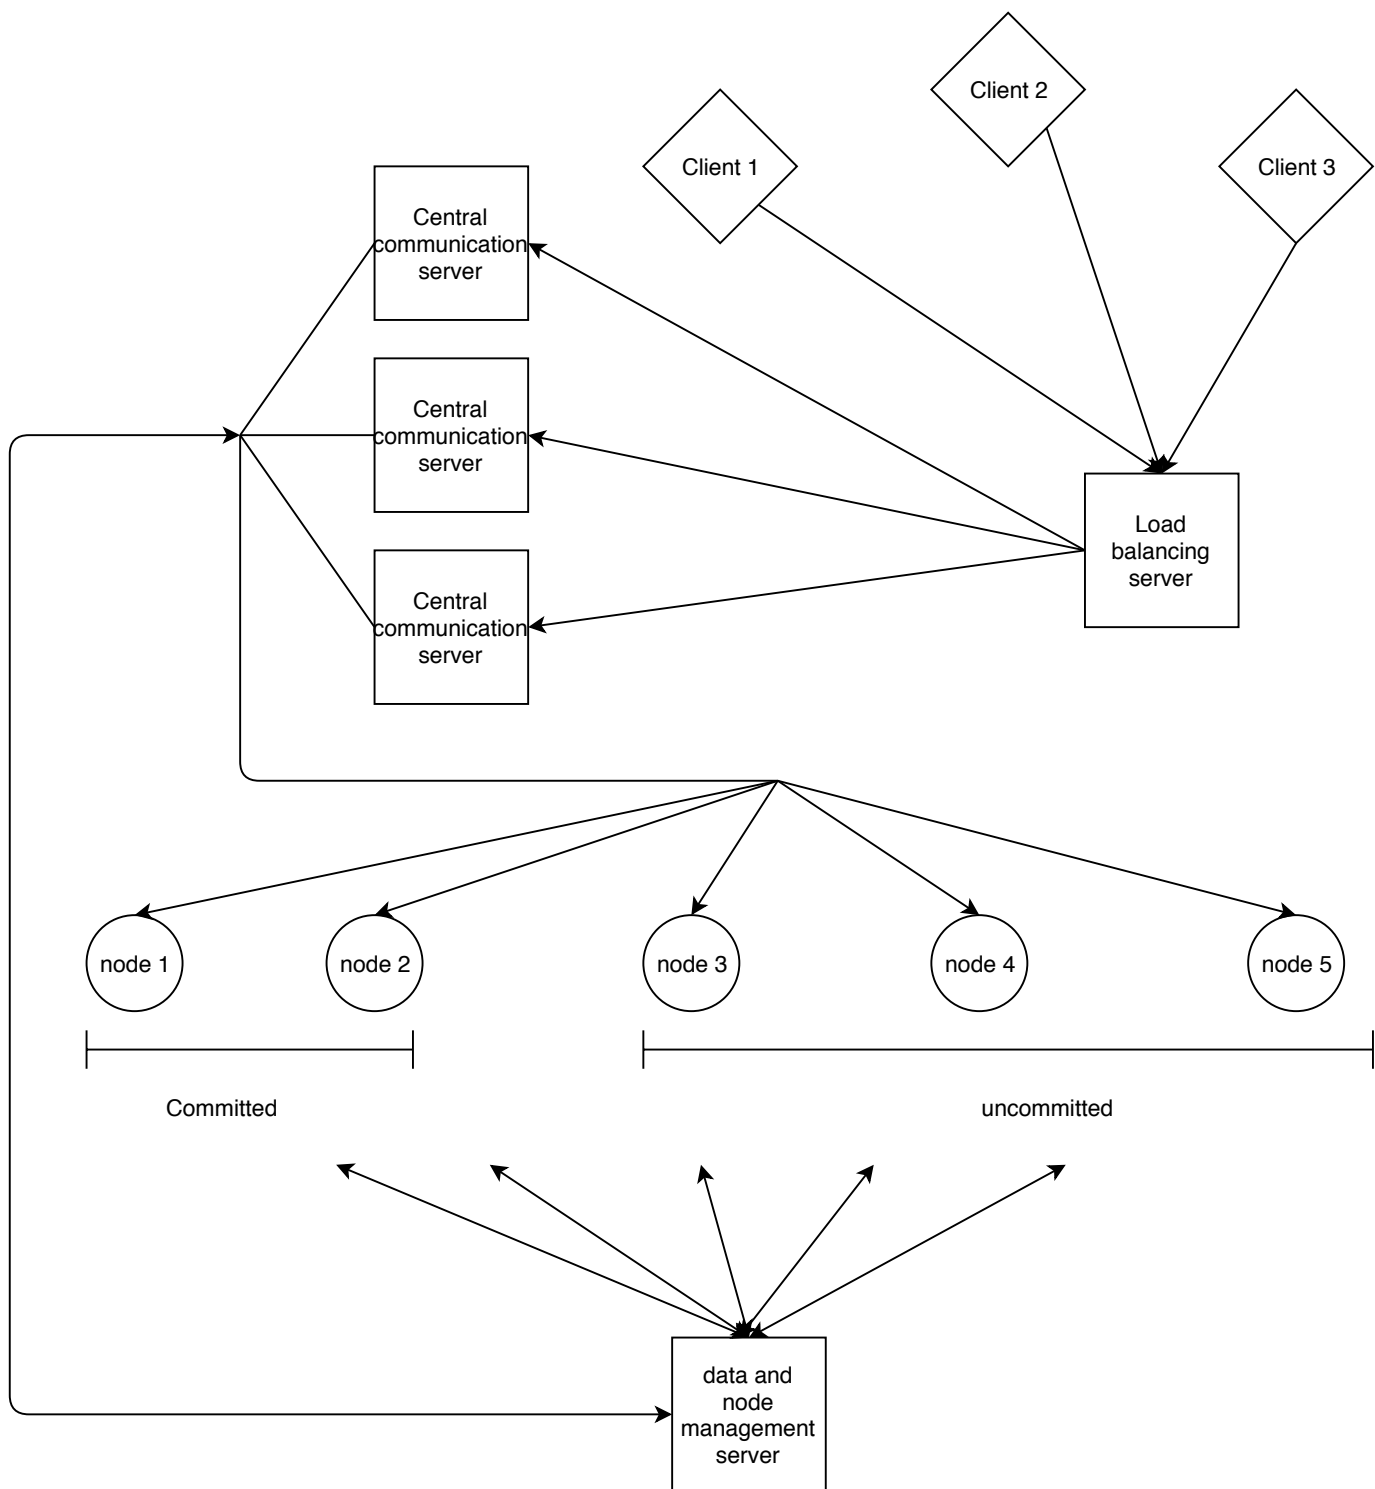 Client 2
Client 1
Client 3
Central
communication
server
Central
communication
server
Load
balancing
server
Central
communication
server
node 1
node 2
node 3
node 4
node 5
Committed
uncommitted
data and
node
management
server